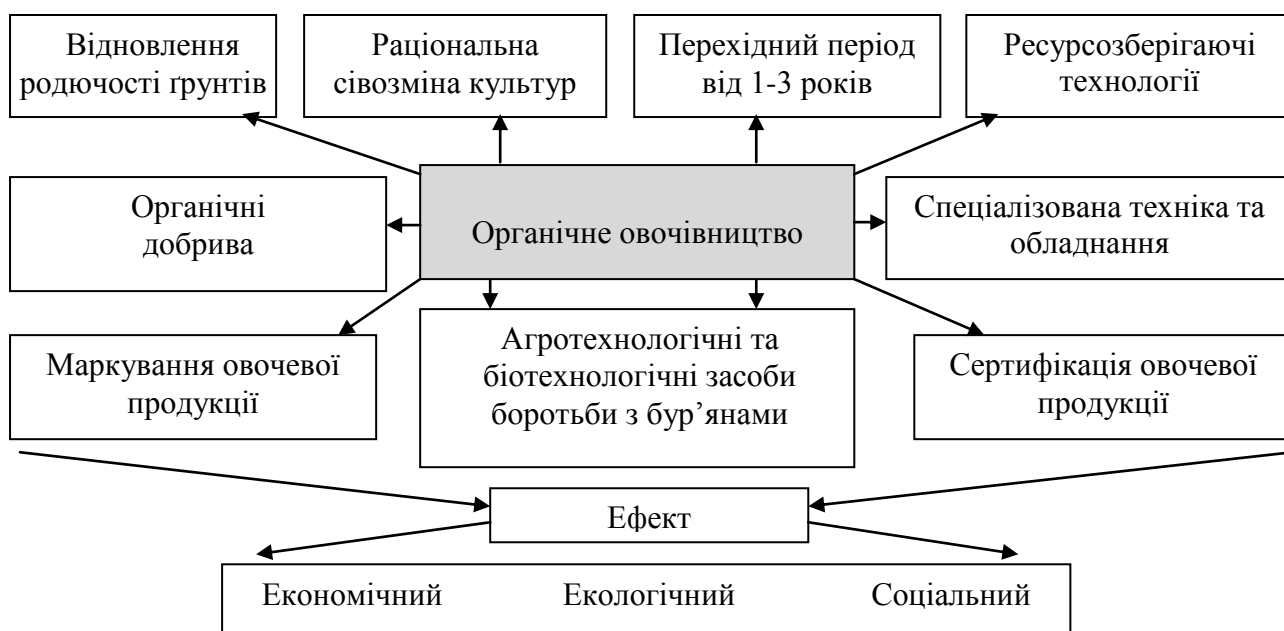 Відновлення
родючості ґрунтів
Раціональна
сівозміна культур
Перехідний період
від 1-3 років
Ресурсозберігаючі
технології
Органічні
добрива
Органічне овочівництво
Спеціалізована техніка та
обладнання
Маркування овочевої
продукції
Агротехнологічні та
біотехнологічні засоби
боротьби з бур’янами
Сертифікація овочевої
продукції
Ефект
Економічний Екологічний Соціальний